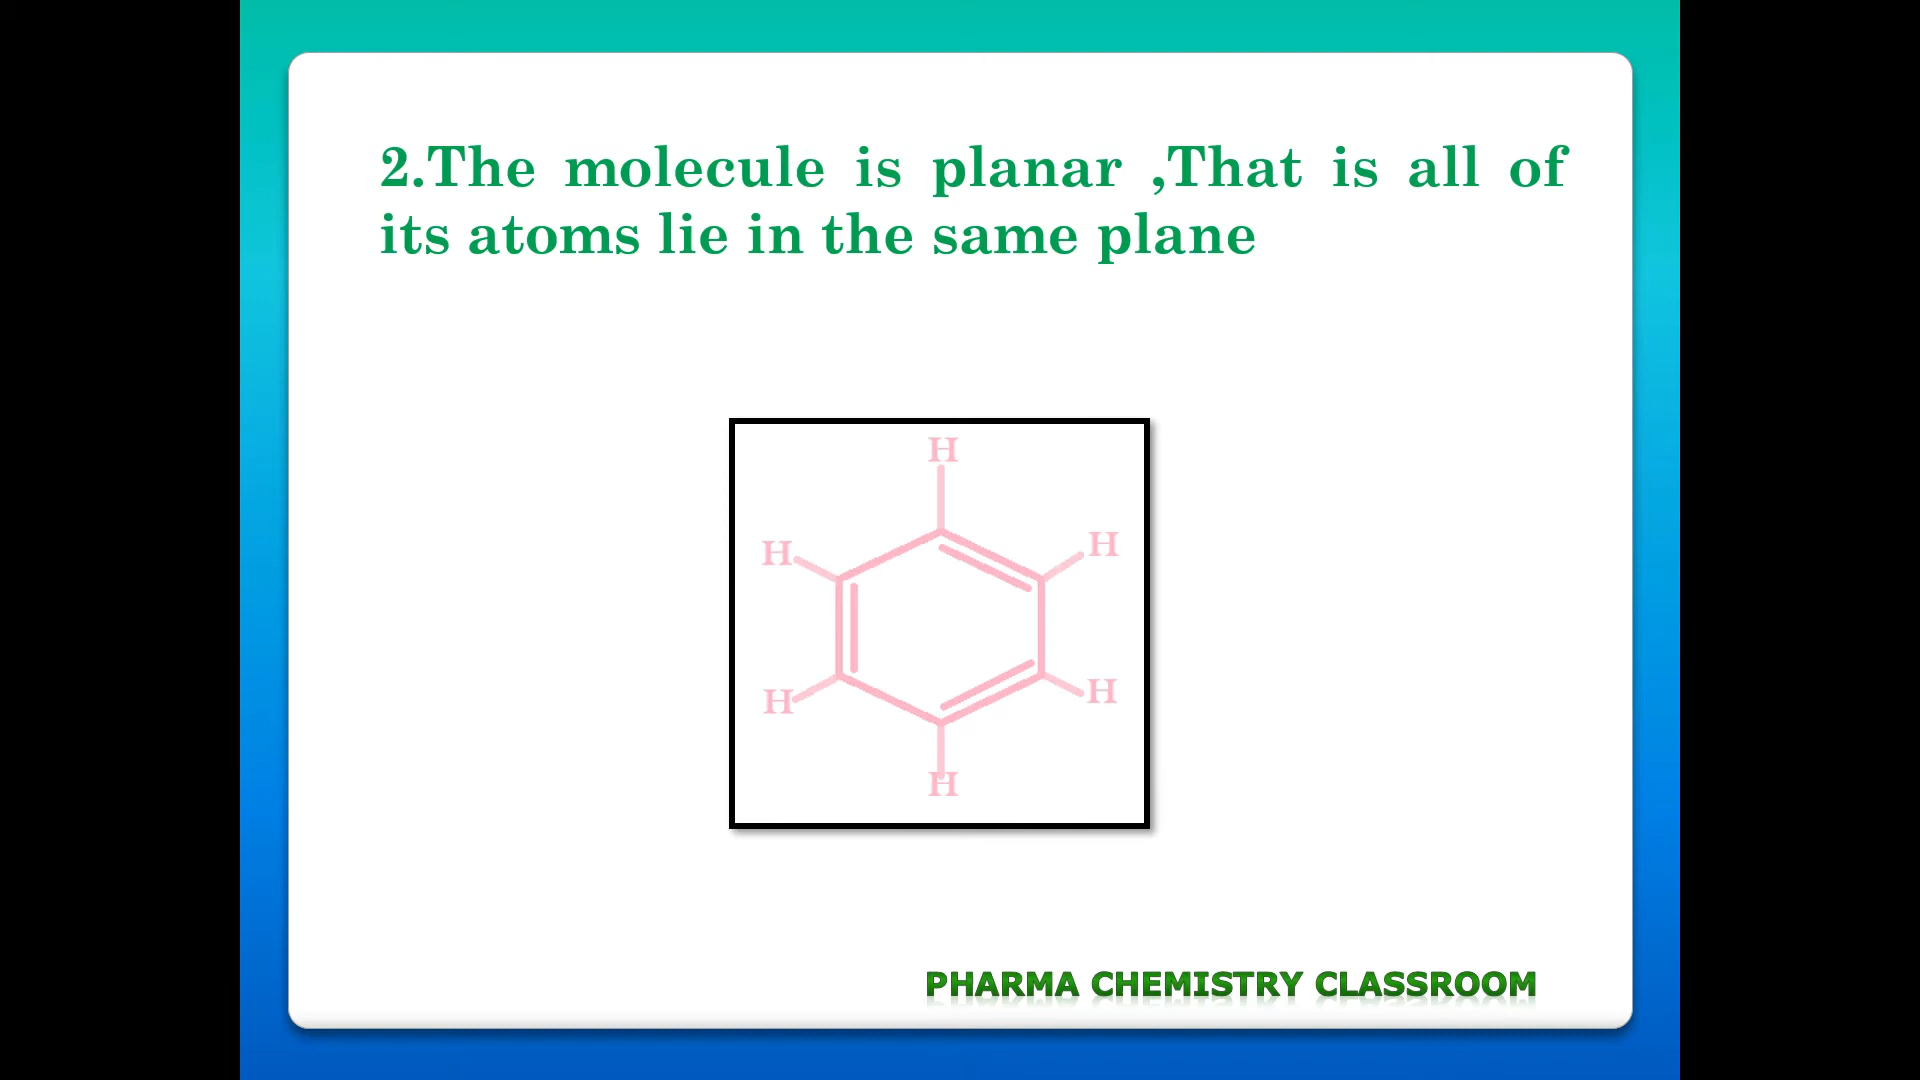 2.The molecule is planar ,That is all of
its atoms lie in the same plane
H
H
H
H
H
H
PHARMA CHEMISTRY CLASSROOM